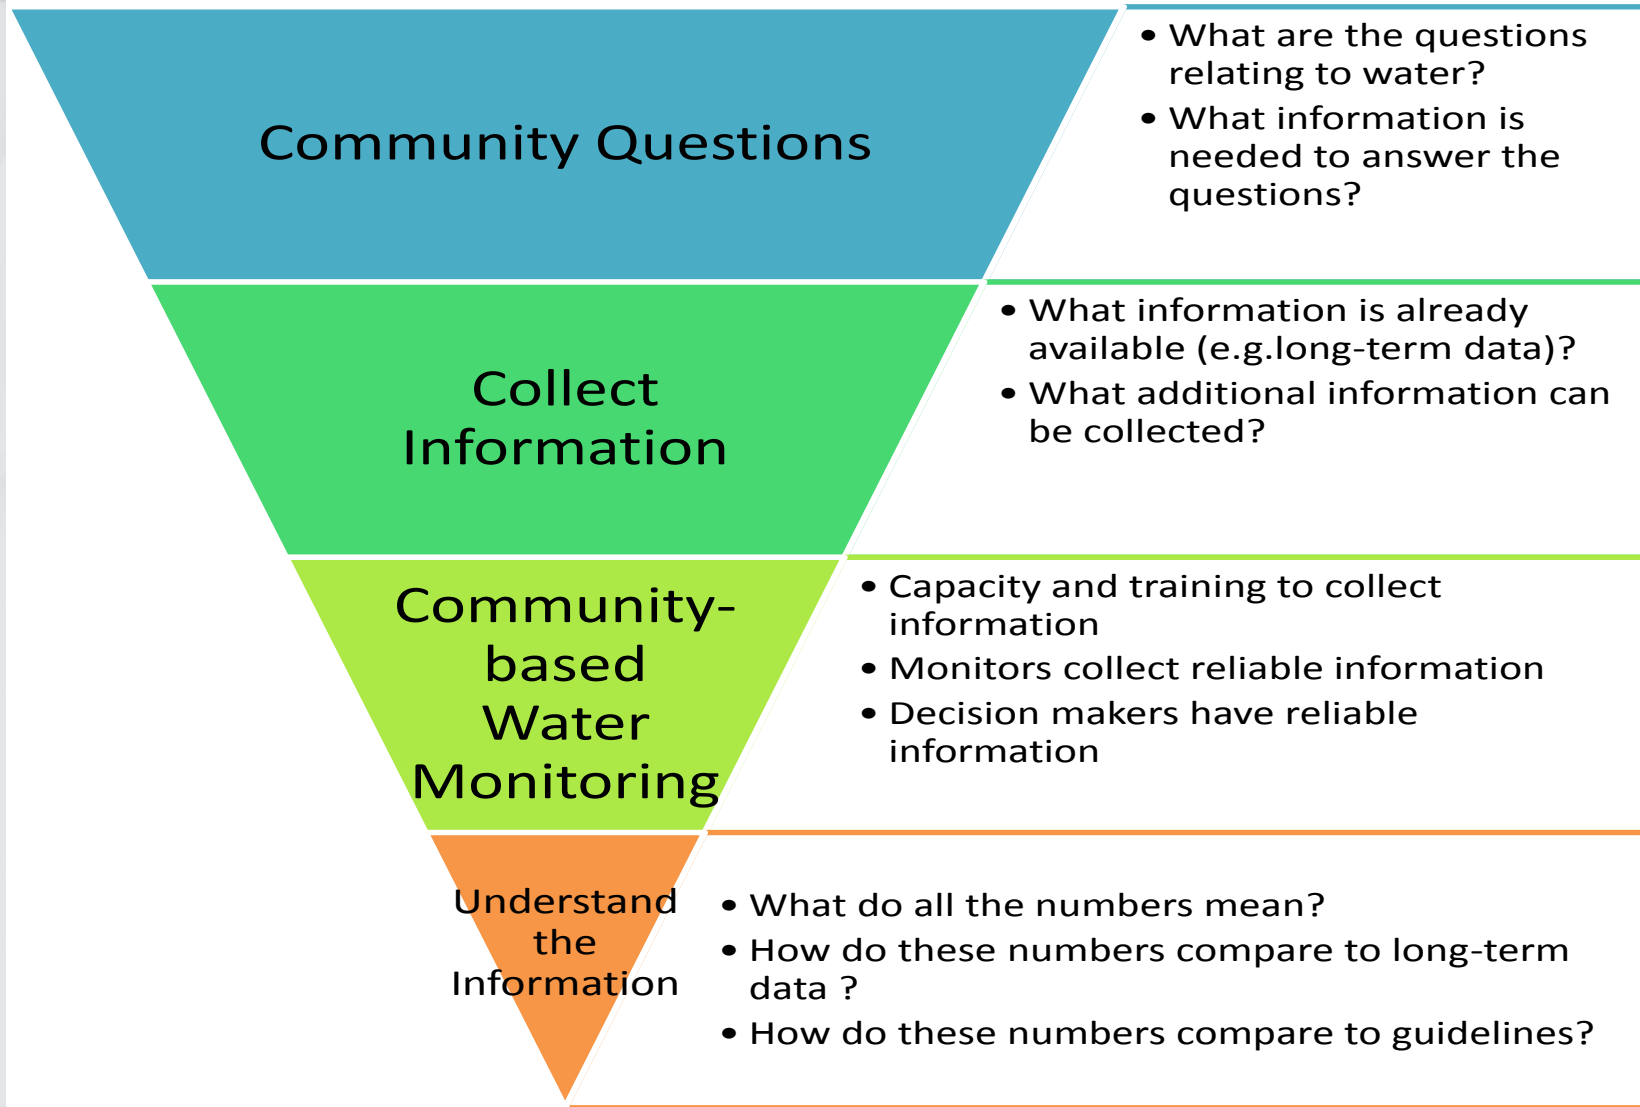 Community Questions
• What are the questions
relating to water?
• What information is
needed to answer the
questions?
Collect
Information
• What information is already
available (e.g.long-term data)?
• What additional information can
be collected?
Community-
based
Water
Monitoring
• Capacity and training to collect
information
• Monitors collect reliable information
• Decision makers have reliable
information
Understand
the
Information
• What do all the numbers mean?
• How do these numbers compare to long-term
data ?
• How do these numbers compare to guidelines?